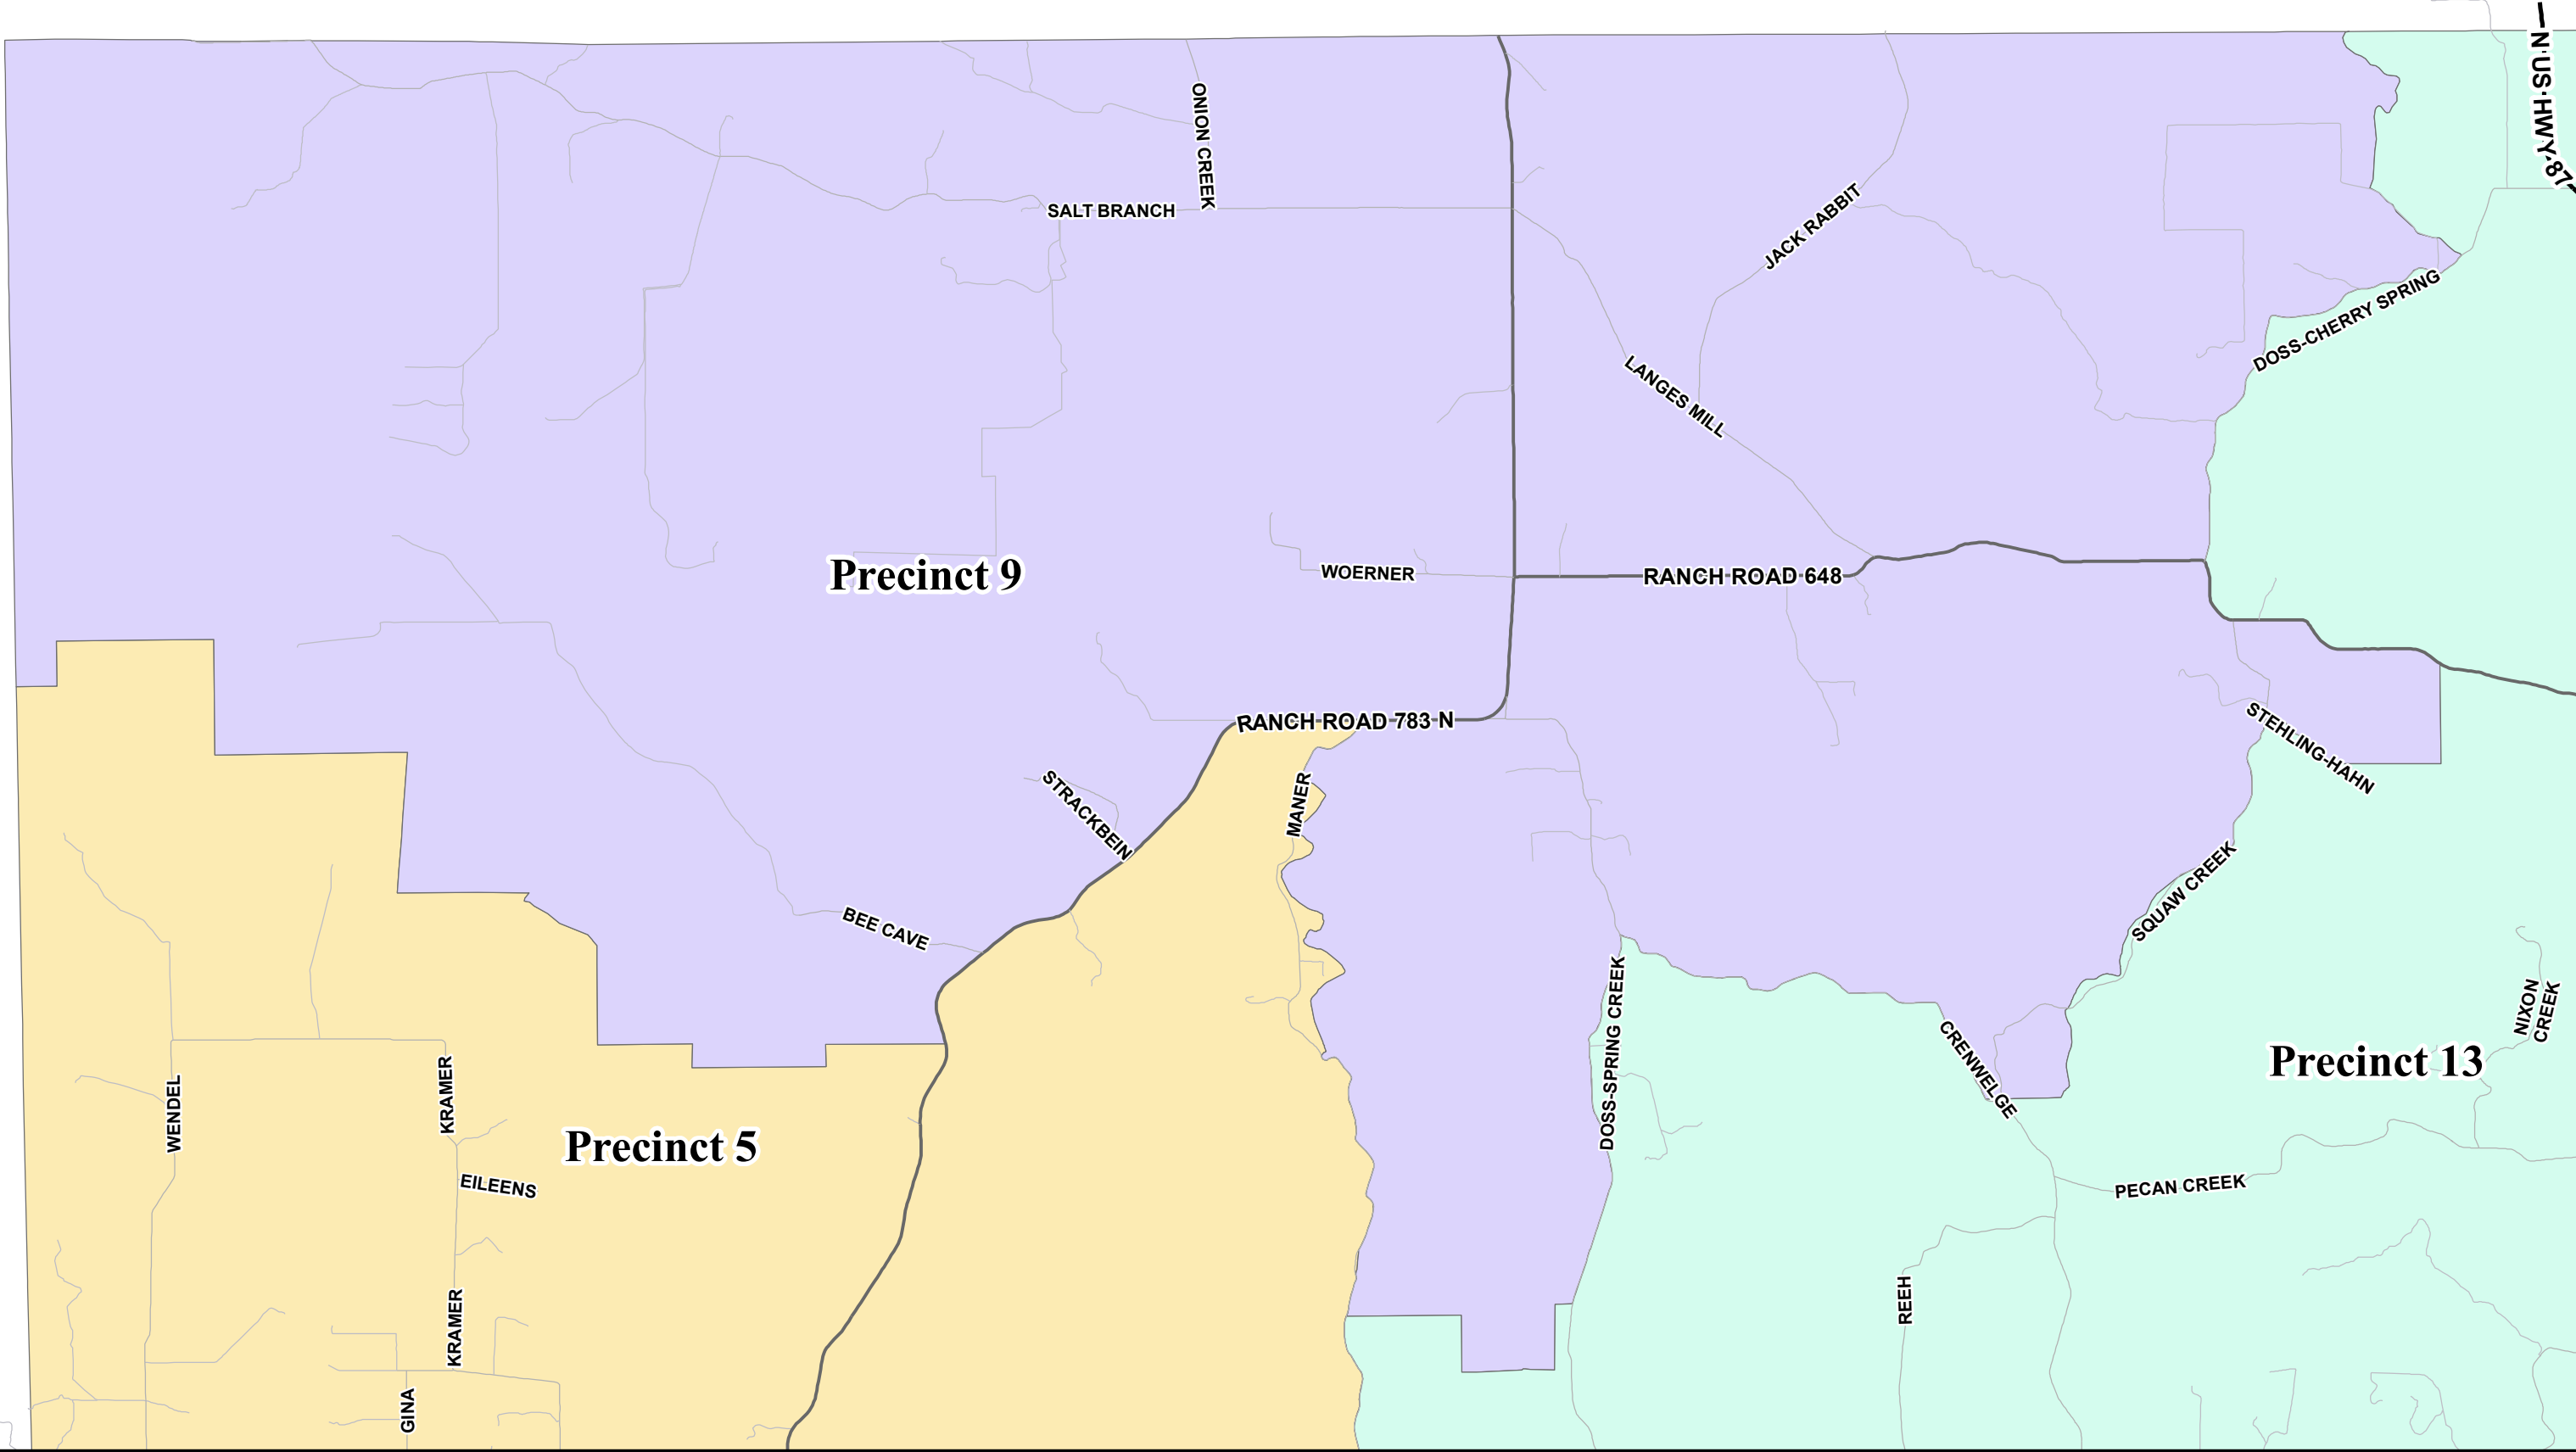 N US HWY 87
ONION CREEK
SALT BRANCH
JACK RABBIT
DOSS-CHERRY SPRING
LANGES MILL
Precinct 9
WOERNER
RANCH ROAD 648
RANCH ROAD 783 N
STEHLING-HAHN
STRACKBEIN
MANER
SQUAW CREEK
BEE CAVE
DOSS-SPRING CREEK
NIXON
CREEK
CRENWELGE
Precinct 13
WENDEL
KRAMER
Precinct 5
EILEENS
PECAN CREEK
REEH
KRAMER
GINA